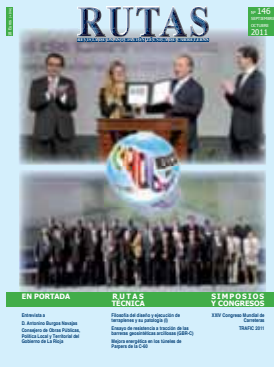 RUTAS
Nº 146
SEPTIEMBRE
OCTUBRE
2011
EN PORTADA
Entrevista a
D. Antonino Burgos Navajas
Consejero de Obras Públicas,
Política Local y Territorial del
Gobierno de La Rioja
RUTAS
TÉCNICA
Filosofía del diseño y ejecución de
terraplenes y su patología (I)
Ensayo de resistencia a tracción de las
barreras geosintéticas arcillosas (GBR-C)
Mejora energética en los túneles de
Parpers de la C-60
SIMPOSIOS
Y CONGRESOS
XXIV Congreso Mundial de
Carreteras
TRAFIC 2011